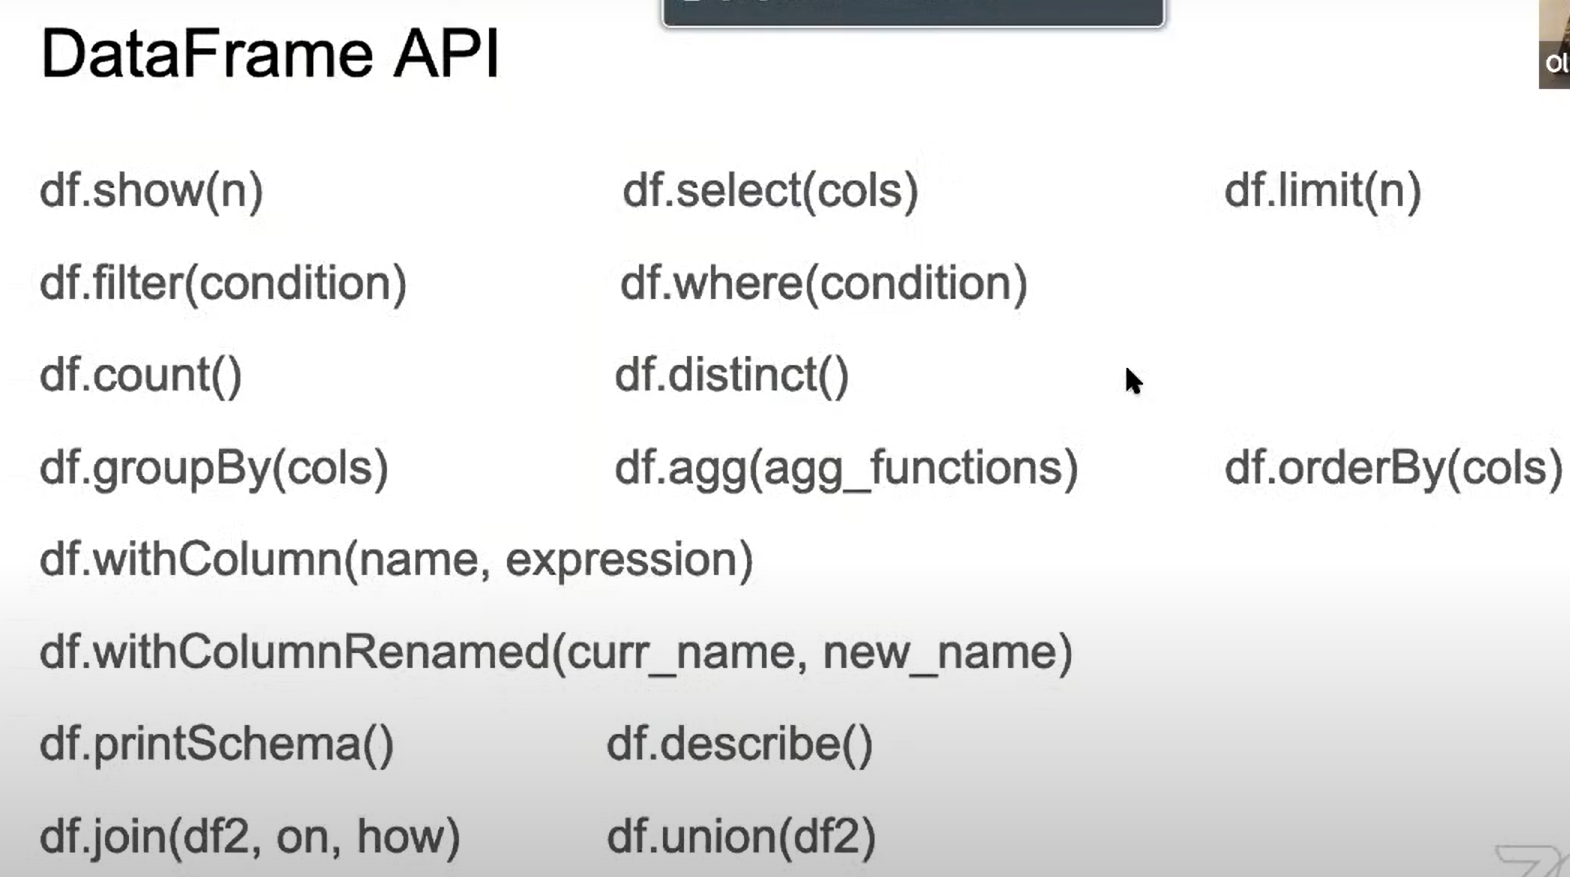 DataFrame API
df.show(n) df.select(cols) df.limit(n)
df.filter(condition) df.where(condition)
df.count() df.distinct()
df.groupBy(cols) df.agg(agg_functions) df.orderBy(cols)
df.withColumn(name, expression)
df.withColumnRenamed(curr_name, new_name)
df.printSchema() df.describe()
df.join(df2, on, how) df.union(df2)